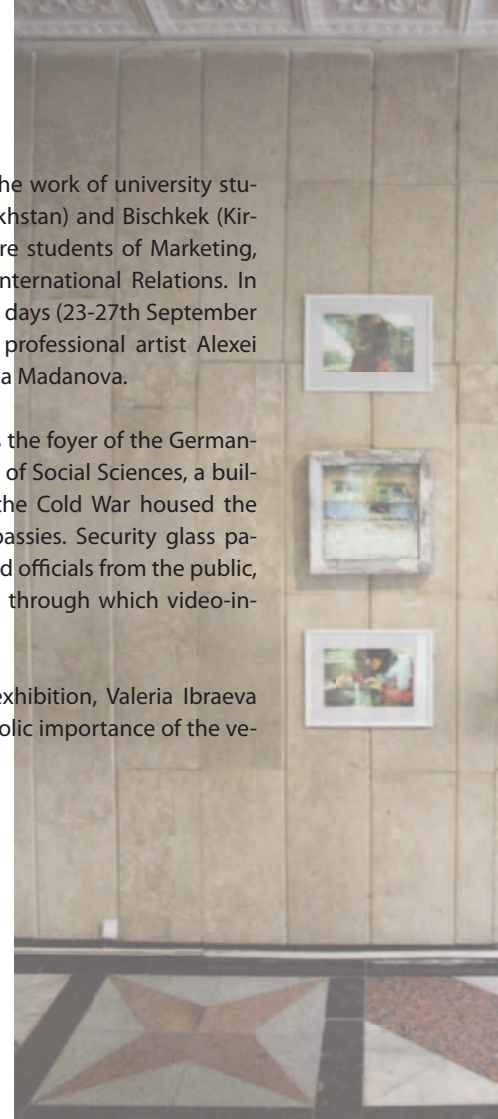 he work of university stu-
khstan) and Bischkek (Kir-
re students of Marketing,
nternational Relations. In
days (23-27th September
professional artist Alexei
a Madanova.
s the foyer of the German-
of Social Sciences, a buil-
the Cold War housed the
passies. Security glass pa-
d officials from the public,
through which video-in-
exhibition, Valeria Ibraeva
olic importance of the ve-